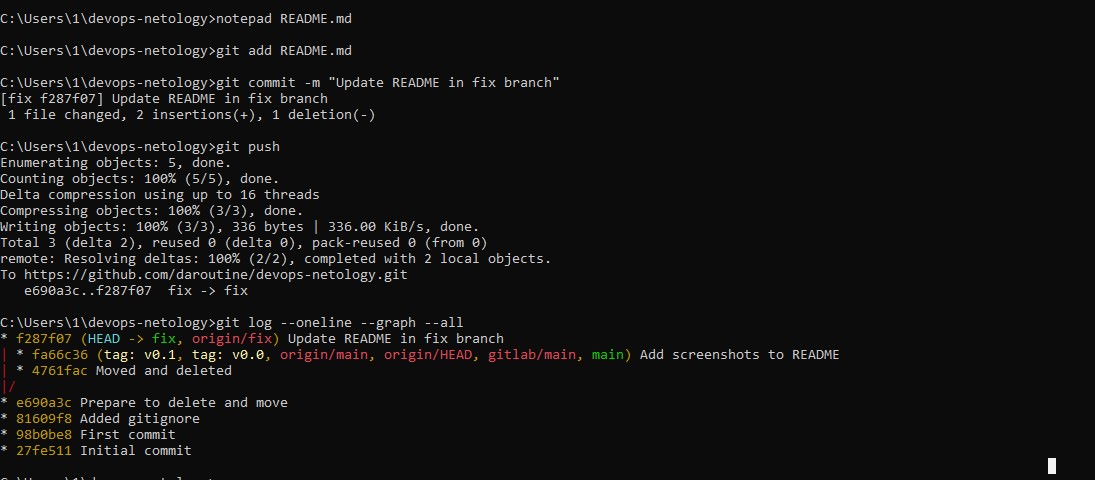 C:\Users\1\devops-netology>notepad README.md
C:\Users\1\devops-netology>git add README.md
C:\Users\1\devops-netology>git commit -m "Update README in fix branch"
[fix f287f07] Update README in fix branch
 1 file changed, 2 insertions(+), 1 deletion(-)
C:\Users\1\devops-netology>git push
Enumerating objects: 5, done.
Counting objects: 100% (5/5), done.
Delta compression using up to 16 threads
Compressing objects: 100% (3/3), done.
Writing objects: 100% (3/3), 336 bytes | 336.00 KiB/s, done.
Total 3 (delta 2), reused 0 (delta 0), pack-reused 0 (from 0)
remote: Resolving deltas: 100% (2/2), completed with 2 local objects.
To https://github.com/daroutine/devops-netology.git
   e690a3c..f287f07  fix -> fix
C:\Users\1\devops-netology>git log --oneline --graph --all
* f287f07 (HEAD -> fix, origin/fix) Update README in fix branch
| * fa66c36 (tag: v0.1, tag: v0.0, origin/main, origin/HEAD, gitlab/main, main) Add screenshots to README
| * 4761fac Moved and deleted
|/
* e690a3c Prepare to delete and move
* 81609f8 Added gitignore
* 98b0be8 First commit
* 27fe511 Initial commit